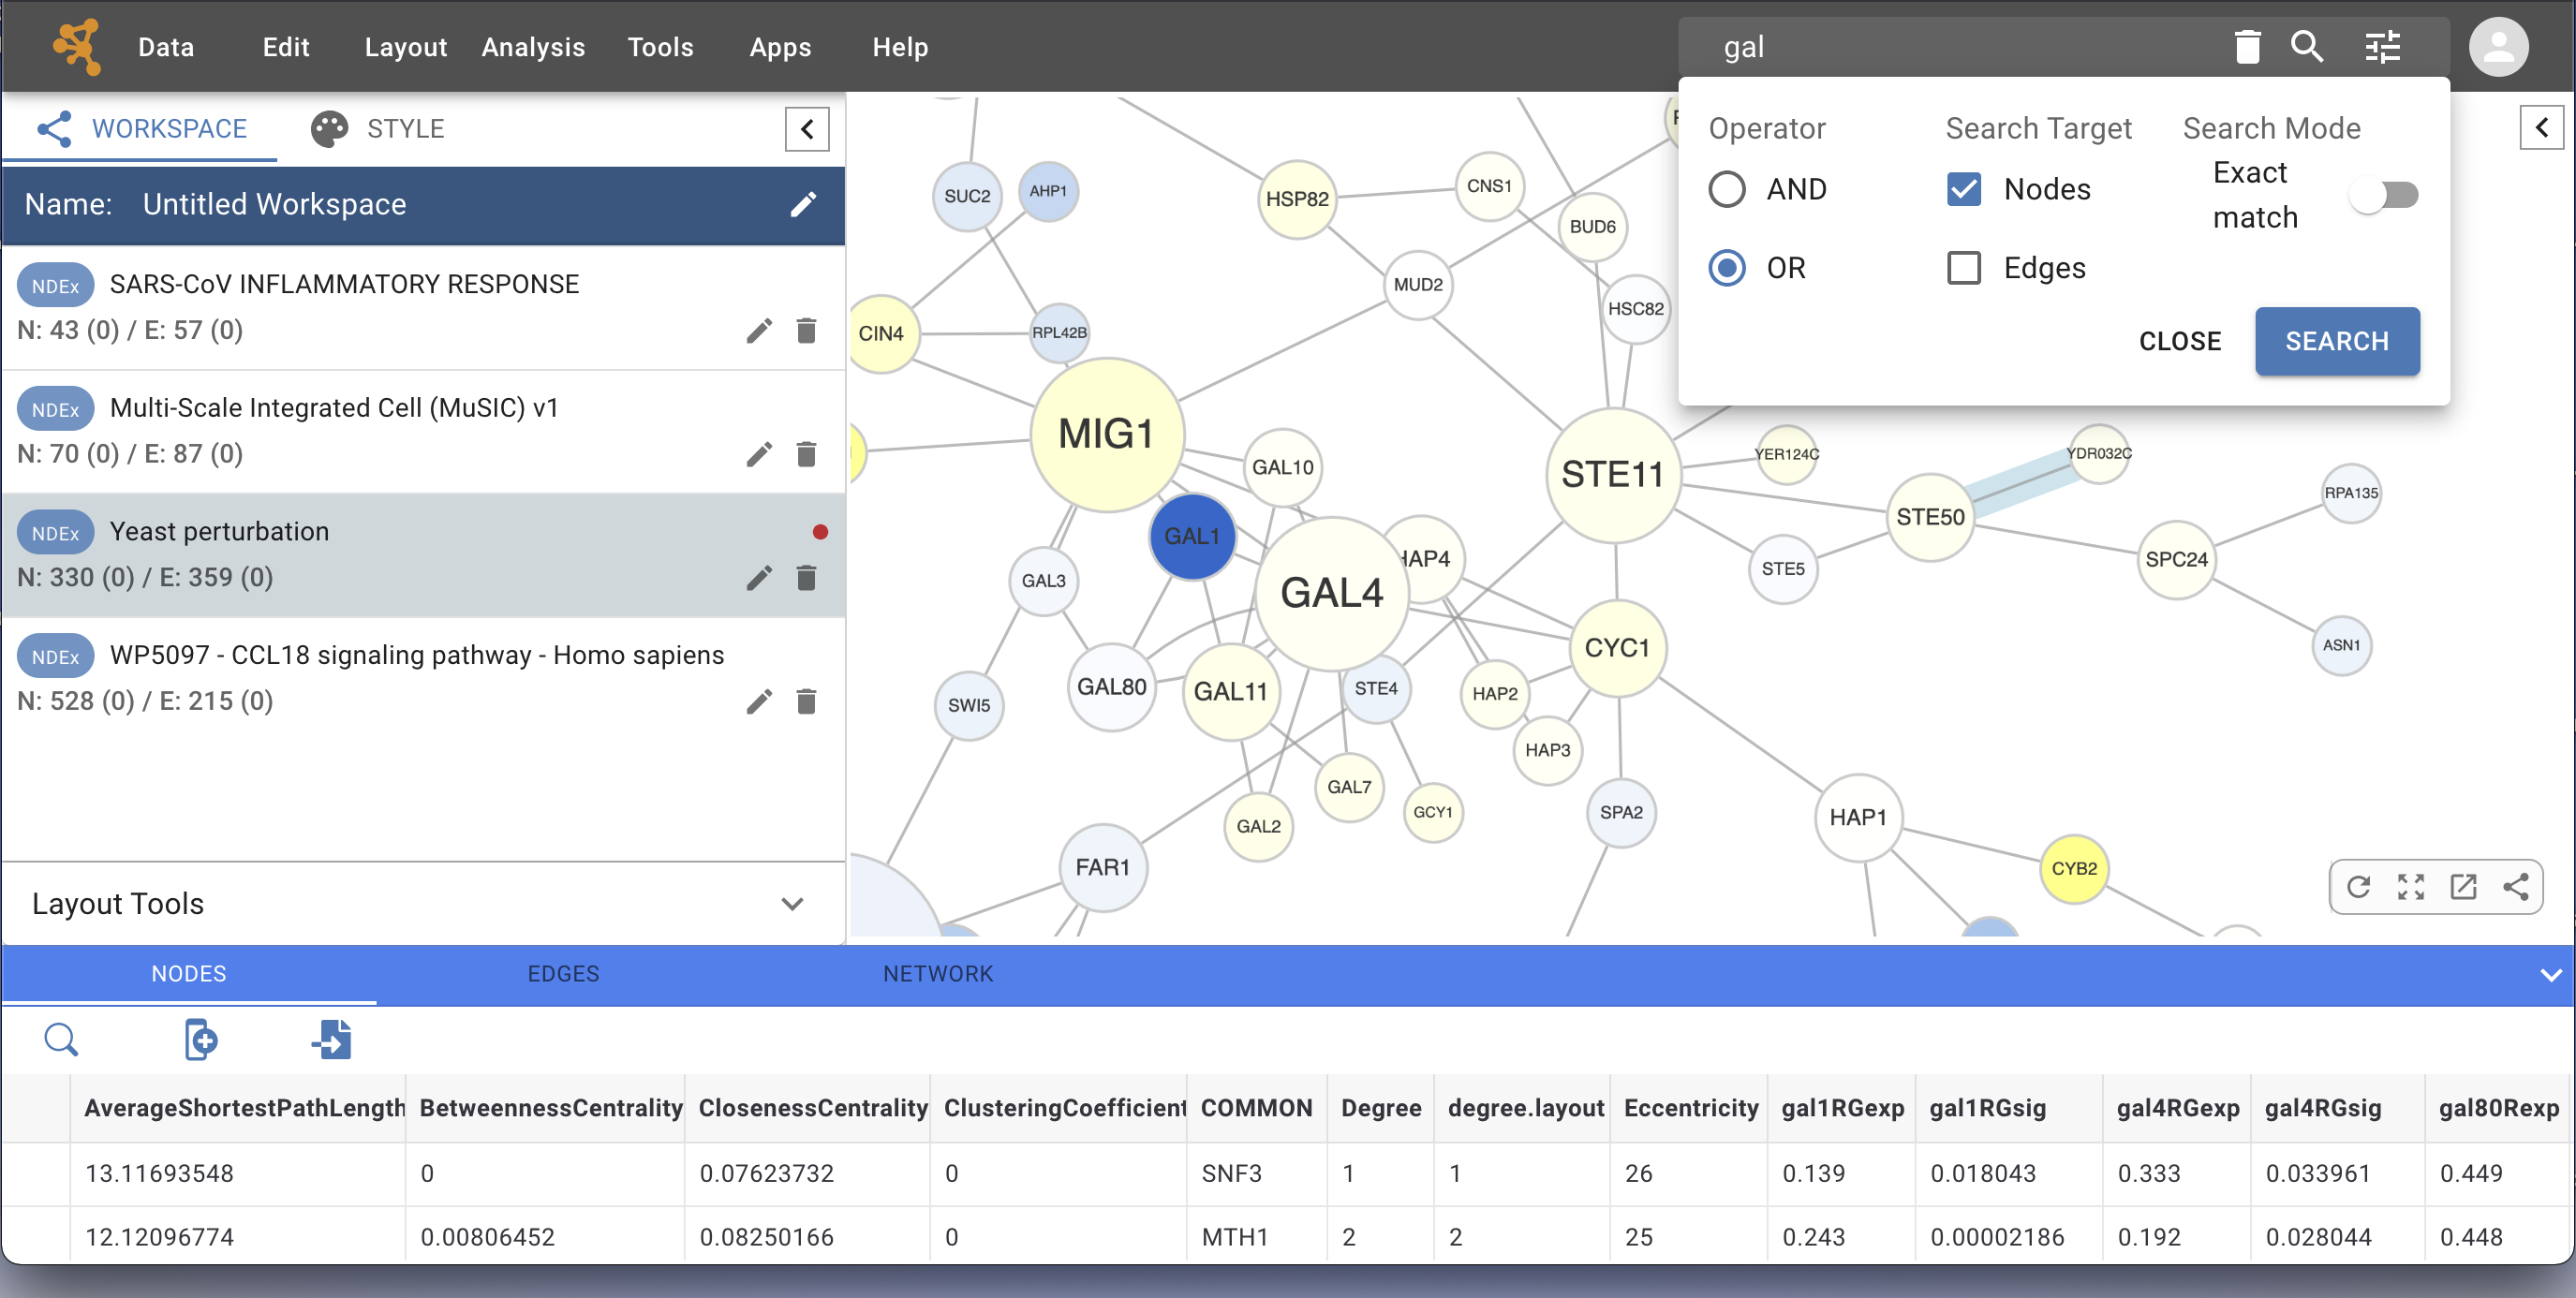 Data Edit Layout Analysis Tools Apps Help gal
WORKSPACE STYLE
Name: Untitled Workspace
NDEx SARS-CoV INFLAMMATORY RESPONSE
N: 43 (0) / E: 57 (0)
NDEx Multi-Scale Integrated Cell (MuSIC) v1
N: 70 (0) / E: 87 (0)
NDEx Yeast perturbation
N: 330 (0) / E: 359 (0)
NDEx WP5097 - CCL18 signaling pathway - Homo sapiens
N: 528 (0) / E: 215 (0)
Layout Tools
Operator Search Target Search Mode
AND Nodes Exact
match
OR Edges
CLOSE SEARCH
SUC2
AHP1
HSP82
CNS1
BUD6
MUD2
HSC82
CIN4
RPL42B
MIG1
GAL10
STE11
YER124C
YDR032C
RPA135
STE50
GAL1
HAP4
GAL3
GAL4
STE5
SPC24
CYC1
ASN1
GAL80
GAL11
STE4
HAP2
SWI5
HAP3
GAL7
GCY1
SPA2
HAP1
GAL2
FAR1
CYB2
NODES EDGES NETWORK
AverageShortestPathLength BetweennessCentrality ClosenessCentrality ClusteringCoefficient COMMON Degree degree.layout Eccentricity gal1RGexp gal1RGsig gal4RGexp gal4RGsig gal80Rexp
13.11693548 0 0.07623732 0 SNF3 1 1 26 0.139 0.018043 0.333 0.033961 0.449
12.12096774 0.00806452 0.08250166 0 MTH1 2 2 25 0.243 0.00002186 0.192 0.028044 0.448